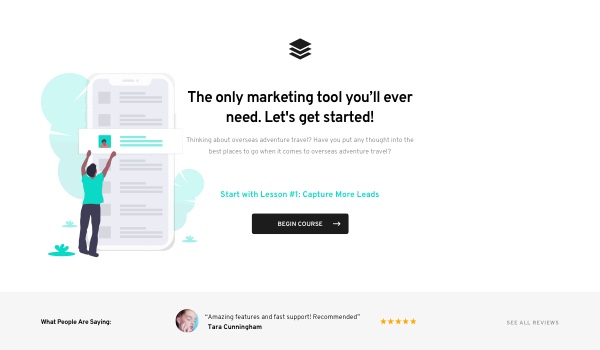 The only marketing tool you’ll ever
need. Let's get started!
Thinking about overseas adventure travel? Have you put any thought into the
best places to go when it comes to overseas adventure travel?
Start with Lesson #1: Capture More Leads
BEGIN COURSE
What People Are Saying:
“Amazing features and fast support! Recommended”
Tara Cunningham
SEE ALL REVIEWS